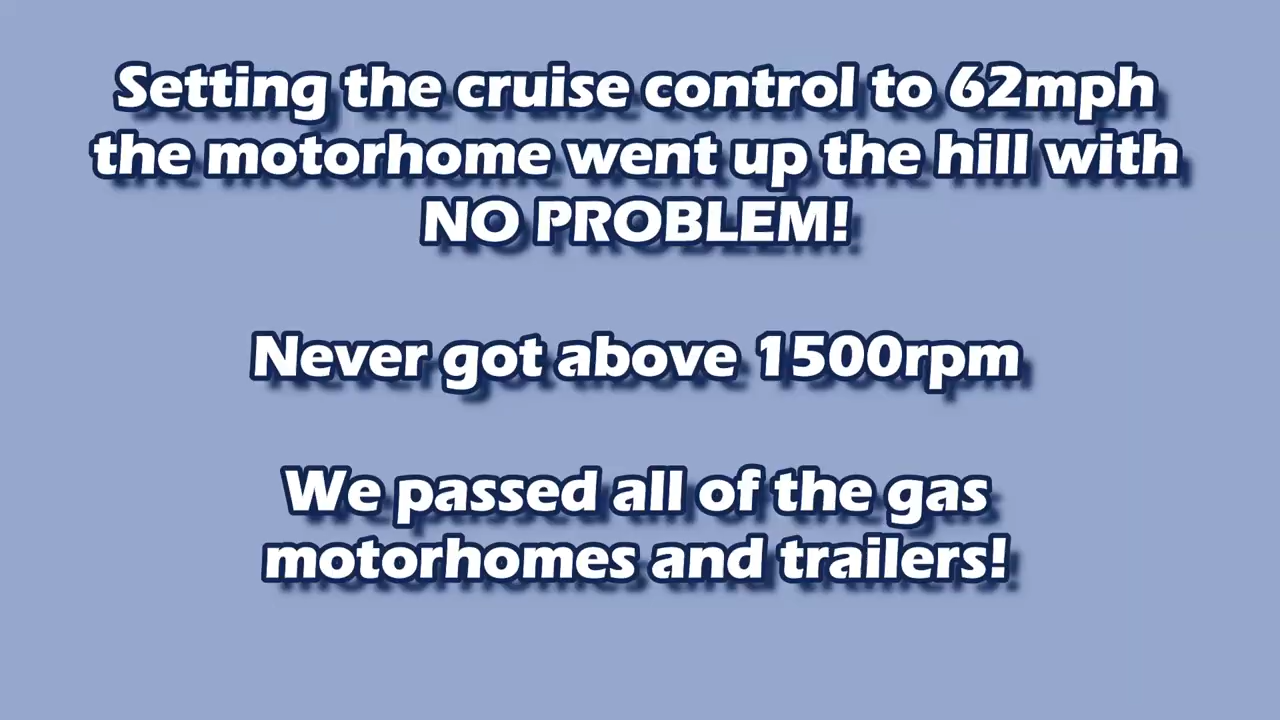 Setting the cruise control to 62mph
the motorhome went up the hill with
NO PROBLEM!
Never got above 1500rpm
We passed all of the gas
motorhomes and trailers!